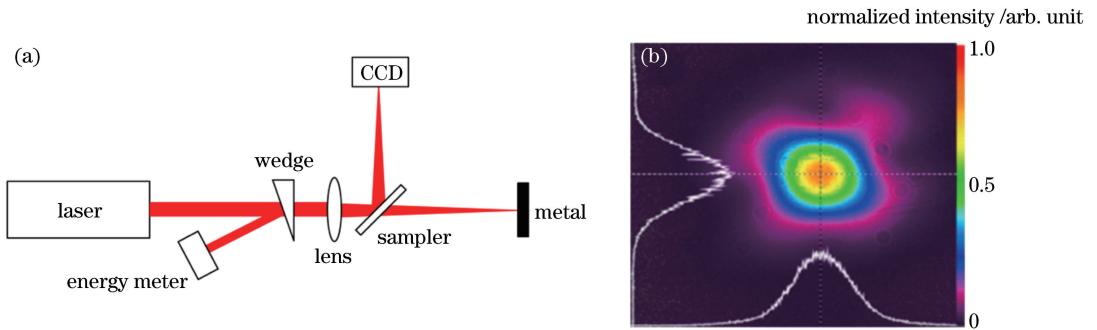 (a)
CCD
wedge
laser
metal
sampler
lens
energy meter
normalized intensity /arb. unit
(b)
1.0
0.5
0